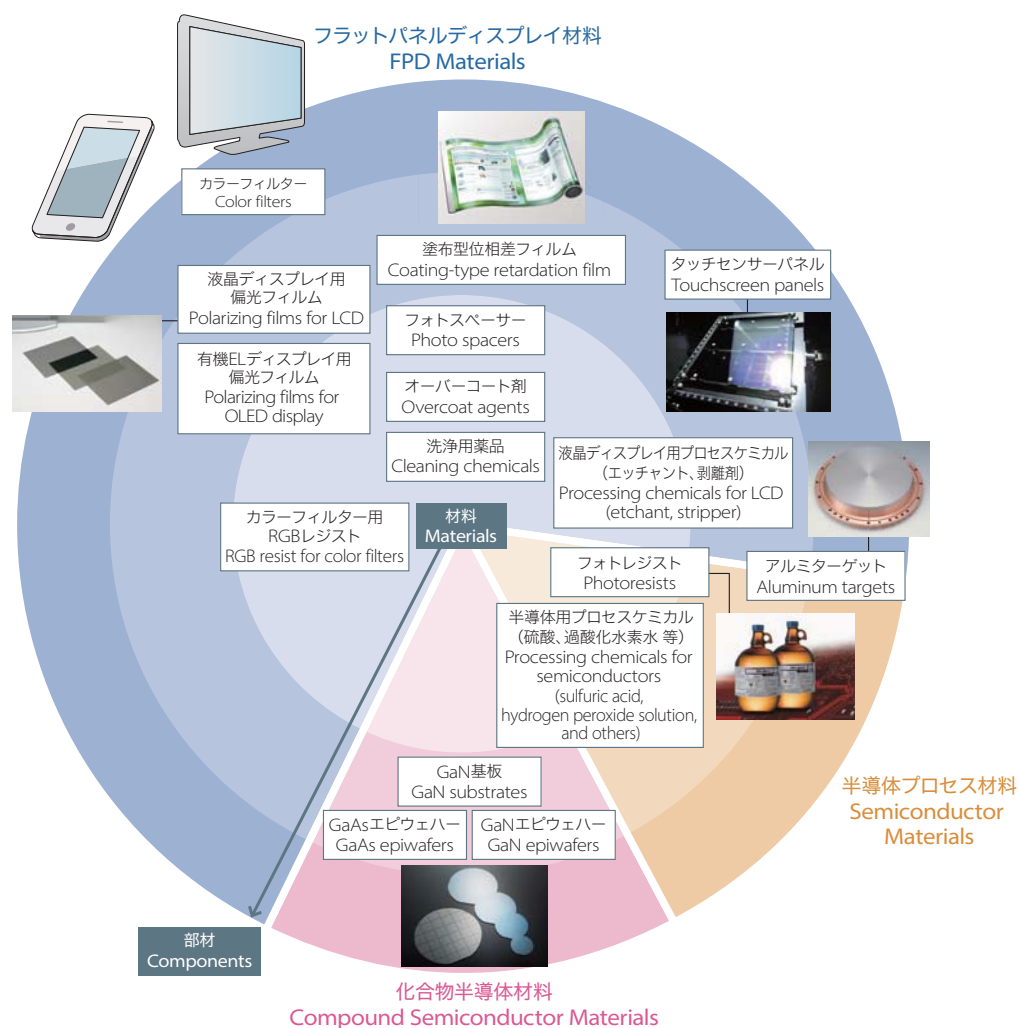 フラットパネルディスプレイ材料
FPD Materials
カラーフィルター
Color filters
塗布型位相差フィルム
Coating-type retardation film
タッチセンサーパネル
Touchscreen panels
液晶ディスプレイ用
偏光フィルム
Polarizing films for LCD
フォトスペーサー
Photo spacers
有機ELディスプレイ用
偏光フィルム
Polarizing films for
OLED display
オーバーコート剤
Overcoat agents
洗浄用薬品
Cleaning chemicals
液晶ディスプレイ用プロセスケミカル
（エッチャント、剥離剤）
Processing chemicals for LCD
(etchant, stripper)
カラーフィルター用
RGBレジスト
RGB resist for color filters
材料
Materials
フォトレジスト
Photoresists
アルミターゲット
Aluminum targets
半導体用プロセスケミカル
（硫酸、過酸化水素水 等）
Processing chemicals for
semiconductors
(sulfuric acid,
hydrogen peroxide solution,
and others)
GaN基板
GaN substrates
GaAsエピウェハー
GaAs epiwafers
GaNエピウェハー
GaN epiwafers
半導体プロセス材料
Semiconductor
Materials
部材
Components
化合物半導体材料
Compound Semiconductor Materials